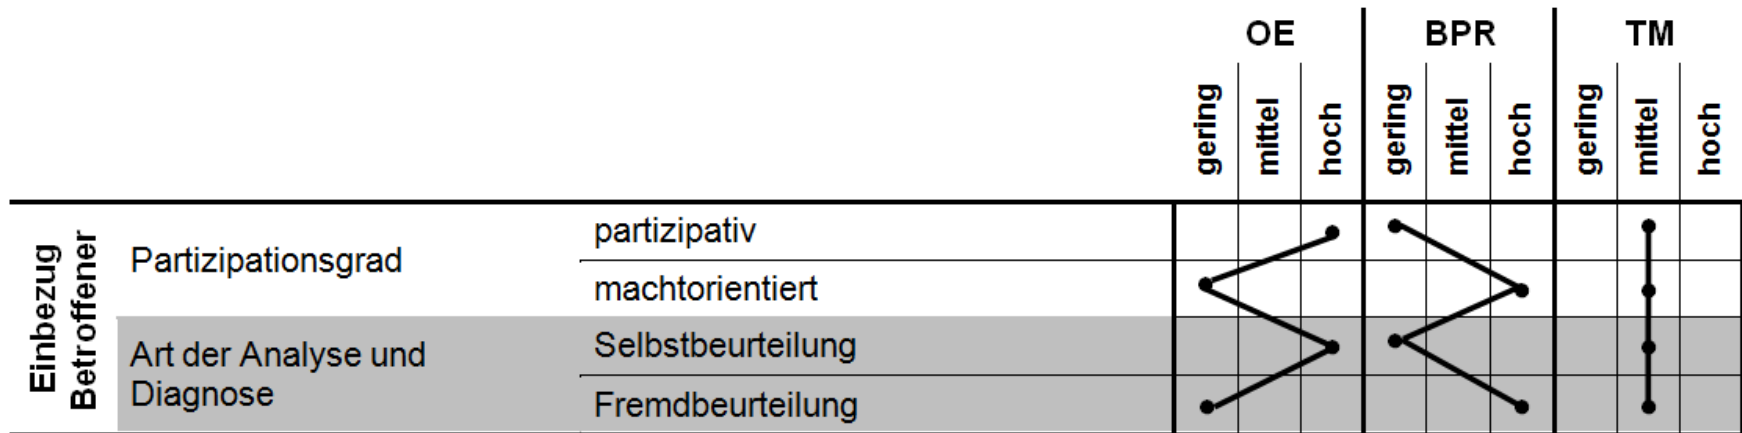 OE BPR TM
gering mittel hoch gering mittel hoch gering mittel hoch
Einbezug
Betroffener
Partizipationsgrad
partizipativ
machtorientiert
Art der Analyse und
Diagnose
Selbstbeurteilung
Fremdbeurteilung